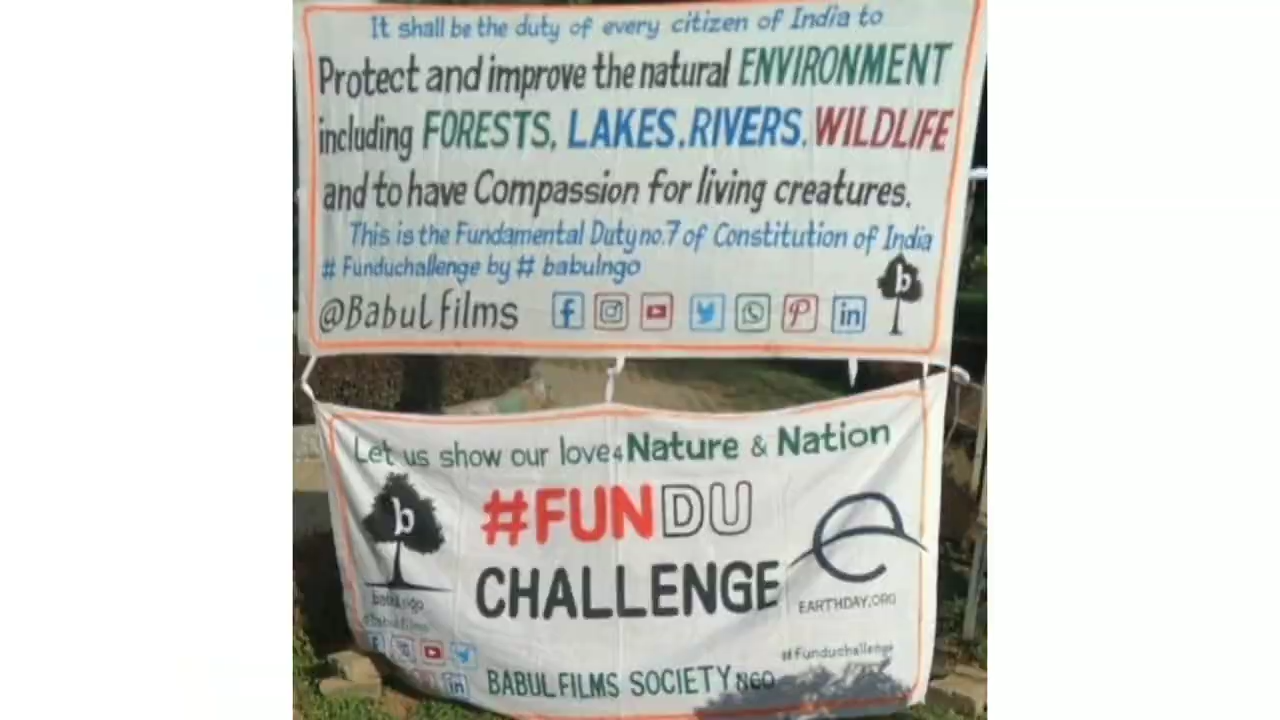 It shall be the duty of every citizen of India to
Protect and improve the natural ENVIRONMENT
including FORESTS, LAKES, RIVERS, WILDLIFE
and to have Compassion for living creatures.
This is the Fundamental Duty no.7 of Constitution of India
# Funduchallenge by # babulngo
b
@Babul films
Let us show our love4 Nature & Nation
b
#FUNDU
CHALLENGE
babulngo
EARTHDAY.ORG
#funduchallenge
BABUL FILMS SOCIETY NGO